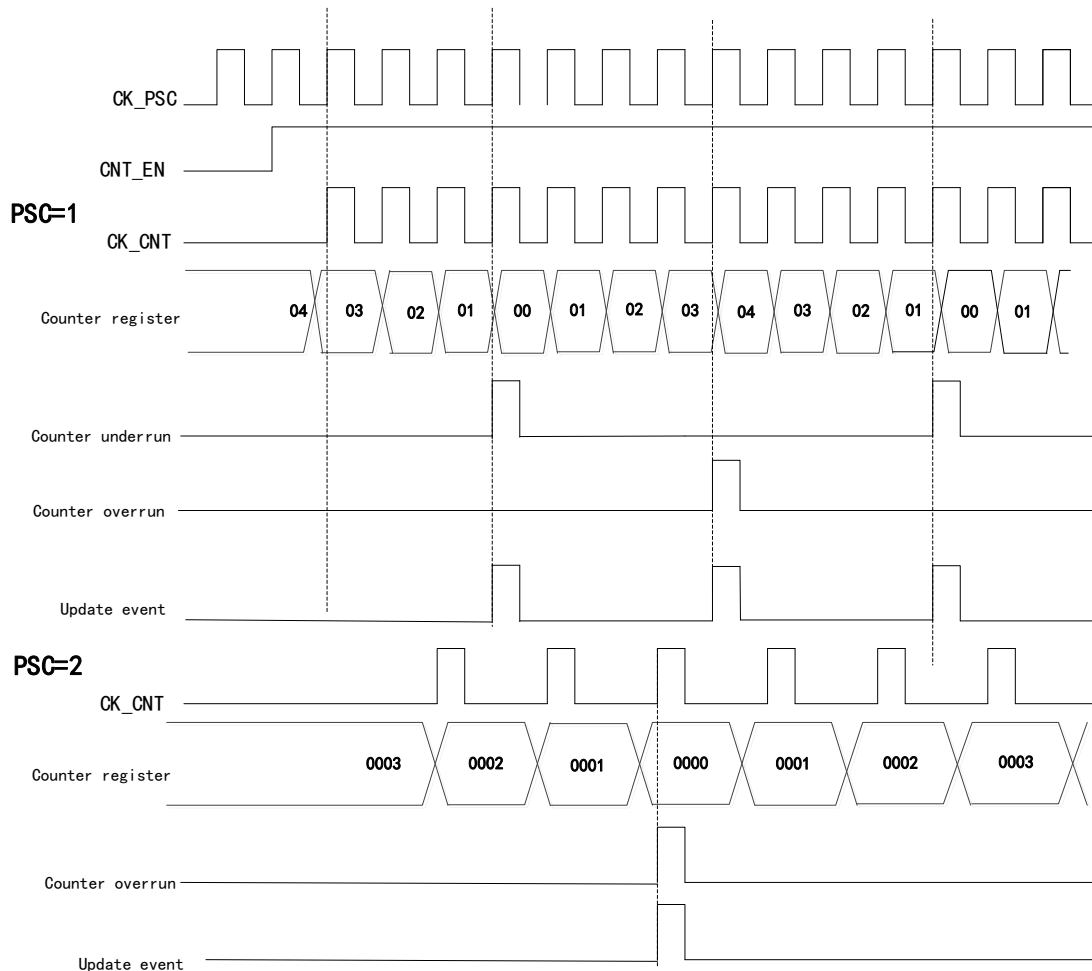 CK_PSC
CNT_EN
PSC=1
CK_CNT
Counter register 04 03 02 01 00 01 02 03 04 03 02 01 00 01
Counter underrun
Counter overrun
Update event
PSC=2
CK_CNT
Counter register 0003 0002 0001 0000 0001 0002 0003
Counter overrun
Update event